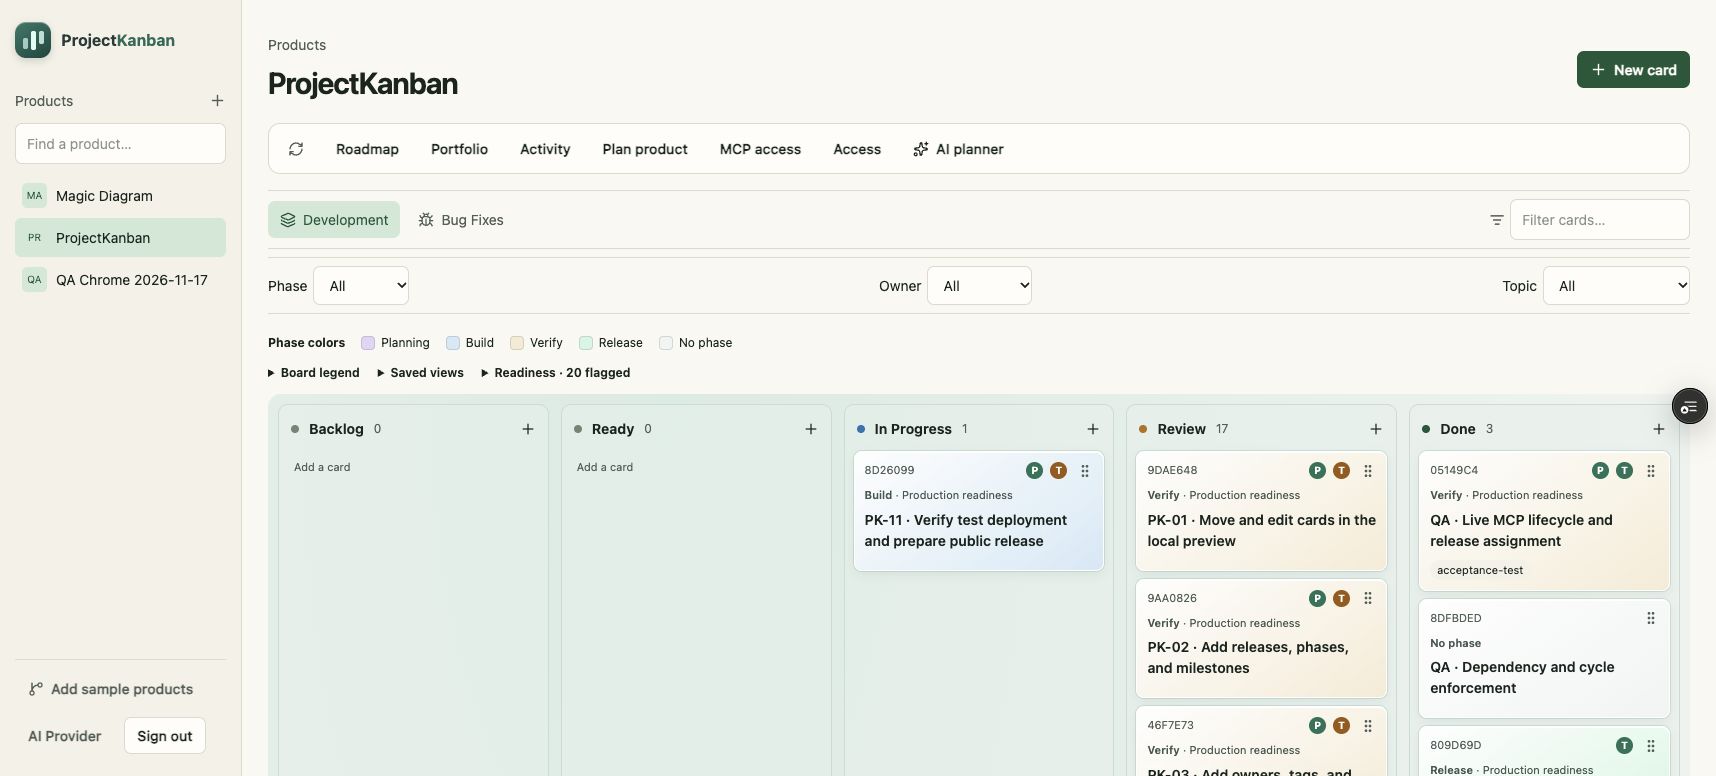 ProjectKanban
Products
Find a product...
MA Magic Diagram
PR ProjectKanban
QA QA Chrome 2026-11-17
Add sample products
AI Provider
Sign out
Products
ProjectKanban
New card
Roadmap Portfolio Activity Plan product MCP access Access AI planner
Development Bug Fixes
Filter cards...
Phase All Owner All Topic All
Phase colors Planning Build Verify Release No phase
Board legend Saved views Readiness · 20 flagged
Backlog 0
Add a card
Ready 0
Add a card
In Progress 1
8D26099 P T
Build · Production readiness
PK-11 · Verify test deployment
and prepare public release
Review 17
9DAE648 P T
Verify · Production readiness
PK-01 · Move and edit cards in the
local preview
9AA0826 P T
Verify · Production readiness
PK-02 · Add releases, phases,
and milestones
46F7E73 P T
Verify · Production readiness
PK-03 · Add owners, tags, and
Done 3
05149C4 P T
Verify · Production readiness
QA · Live MCP lifecycle and
release assignment
acceptance-test
8DFBDED
No phase
QA · Dependency and cycle
enforcement
809D69D T
Release · Production readiness